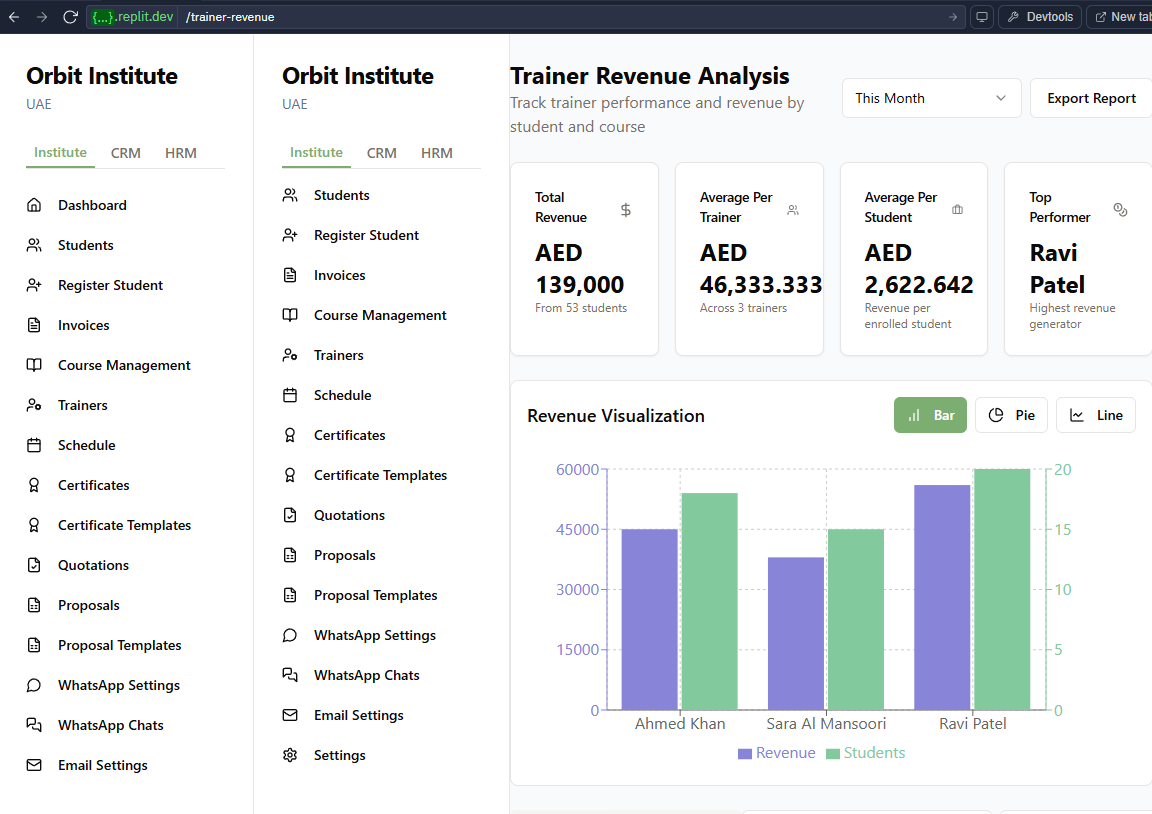 {...}.replit.dev /trainer-revenue
Devtools
New tab
Orbit Institute
UAE
Institute CRM HRM
Dashboard
Students
Register Student
Invoices
Course Management
Trainers
Schedule
Certificates
Certificate Templates
Quotations
Proposals
Proposal Templates
WhatsApp Settings
WhatsApp Chats
Email Settings
Orbit Institute
UAE
Institute CRM HRM
Students
Register Student
Invoices
Course Management
Trainers
Schedule
Certificates
Certificate Templates
Quotations
Proposals
Proposal Templates
WhatsApp Settings
WhatsApp Chats
Email Settings
Settings
Trainer Revenue Analysis
Track trainer performance and revenue by
student and course
This Month
Export Report
Total
Revenue
$
AED
139,000
From 53 students
Average Per
Trainer
AED
46,333.333
Across 3 trainers
Average Per
Student
AED
2,622.642
Revenue per
enrolled student
Top
Performer
Ravi
Patel
Highest revenue
generator
Revenue Visualization
Bar
Pie
Line
60000
45000
30000
15000
0
20
15
10
5
0
Ahmed Khan
Sara Al Mansoori
Ravi Patel
Revenue
Students